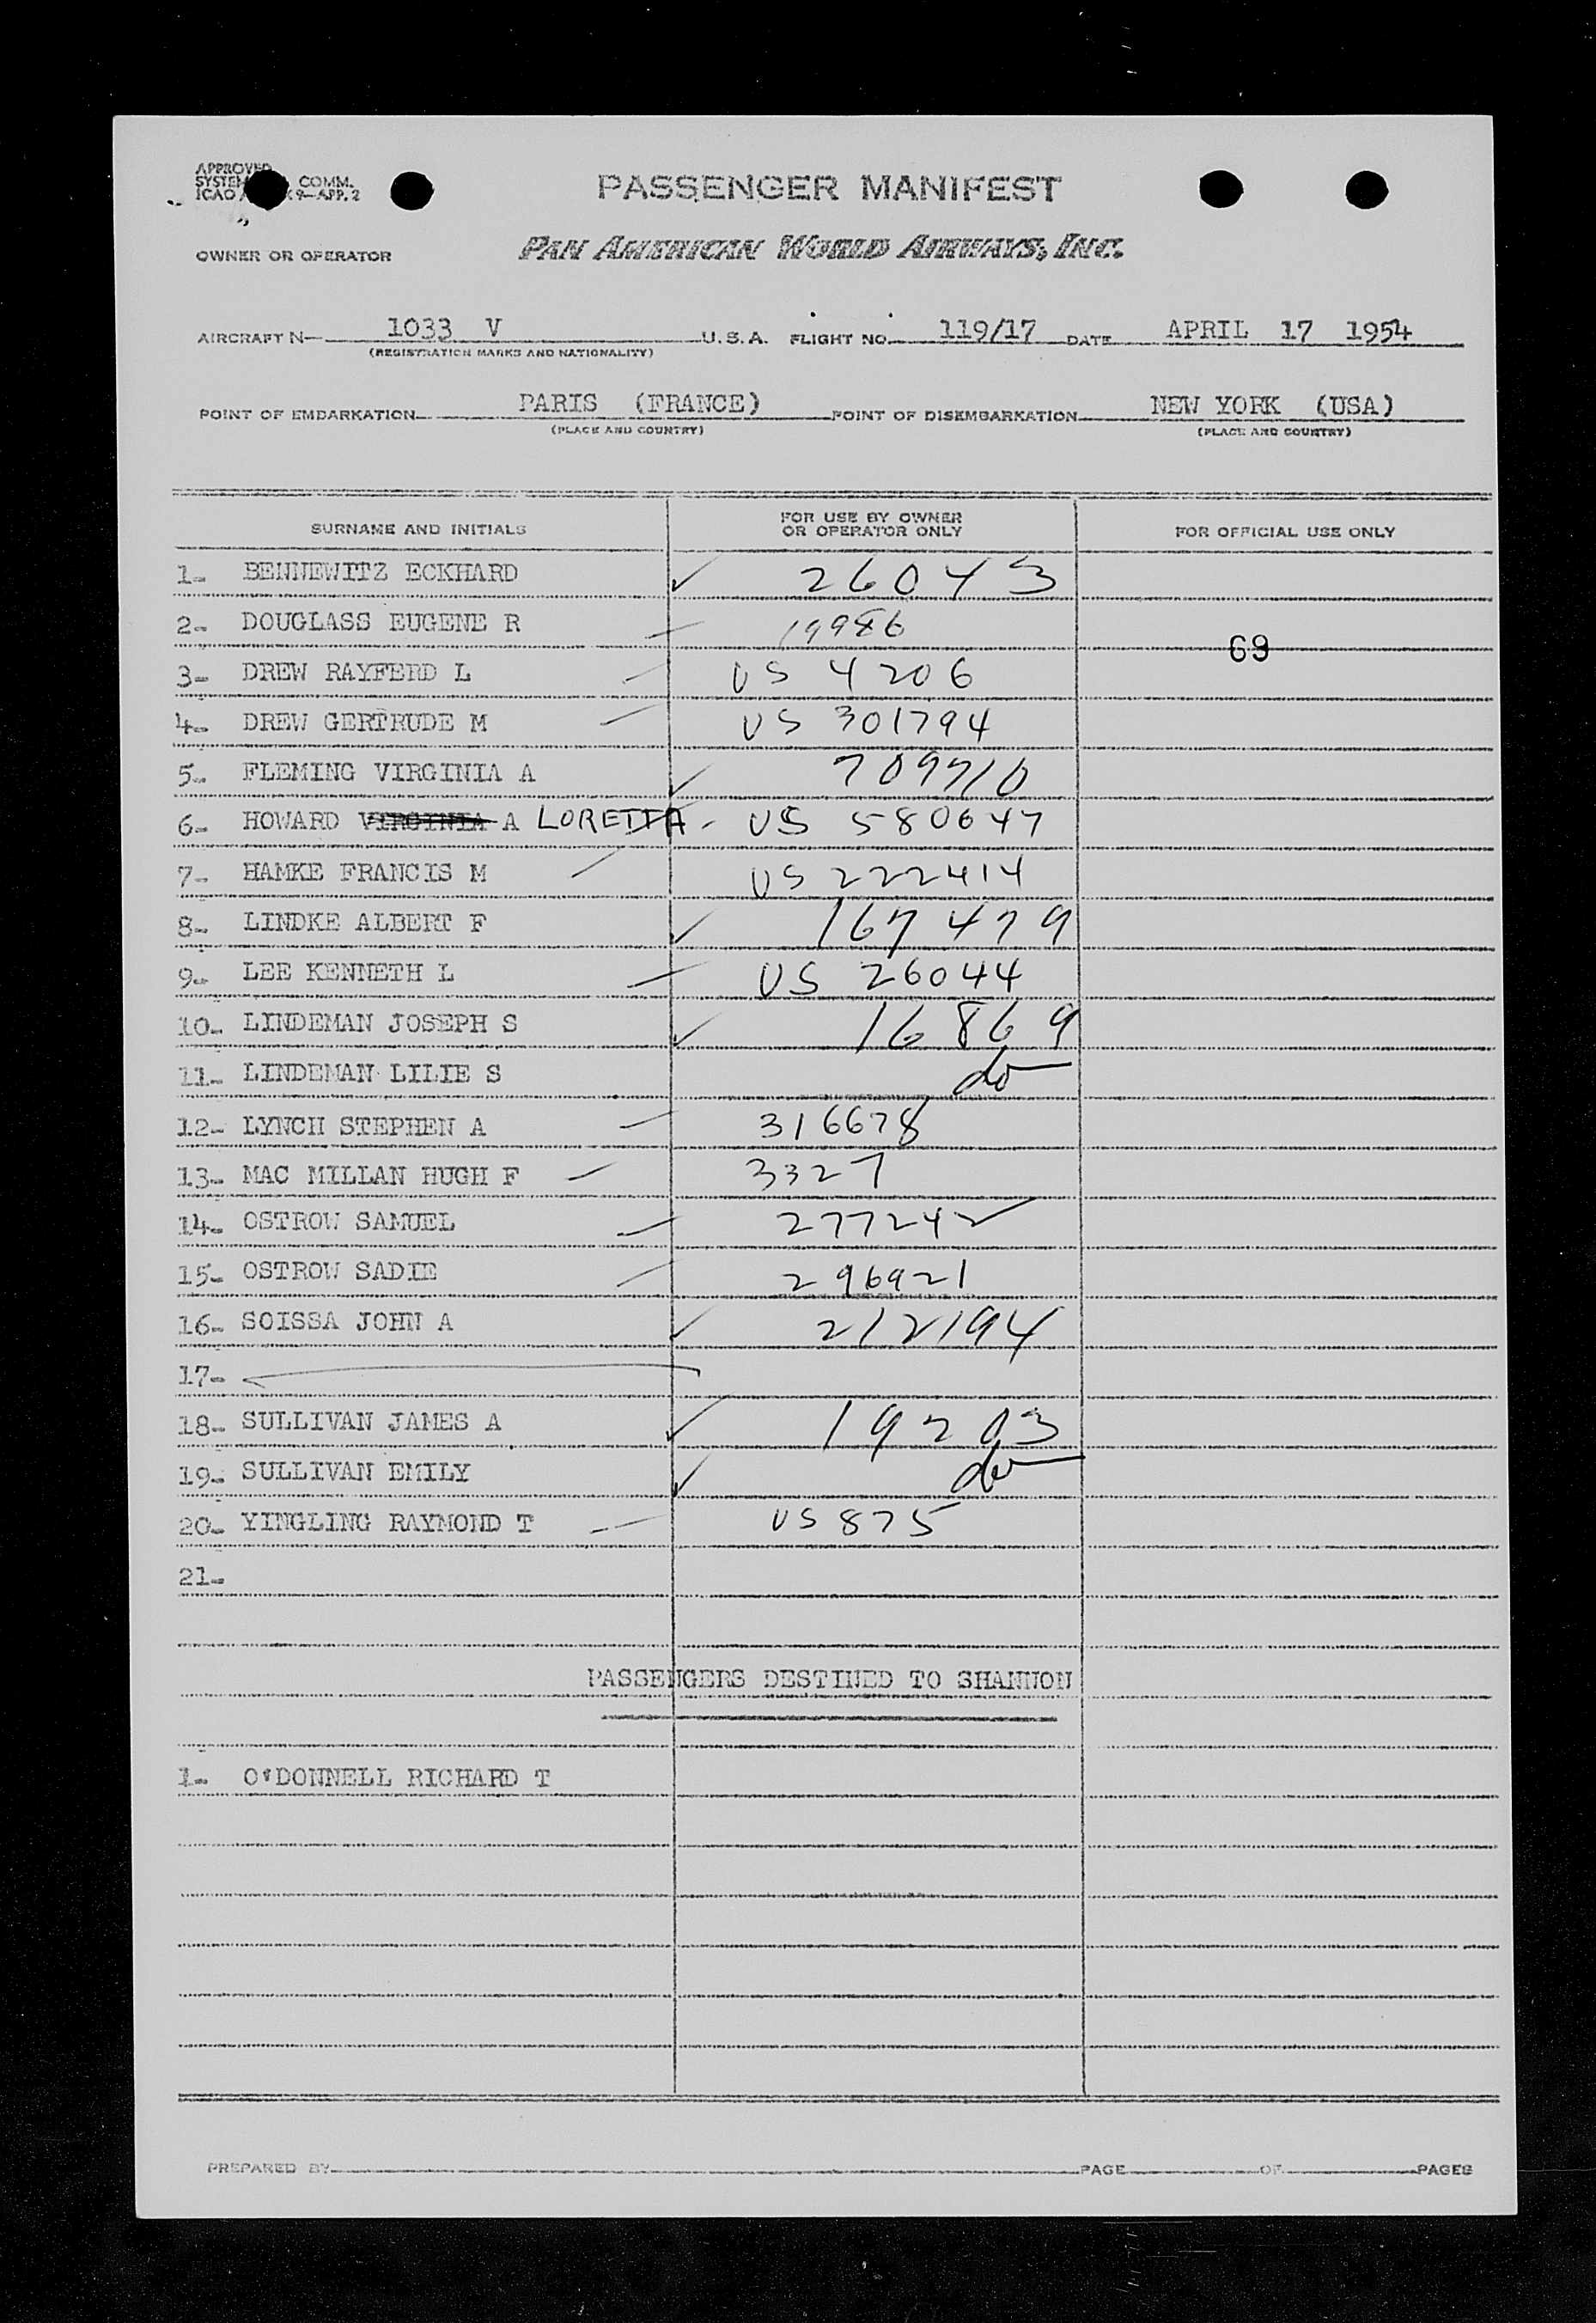 APPROVED
SYSTEM COMM.
ICAO 9—APP. 2
PASSENGER MANIFEST
OWNER OR OPERATOR PAN AMERICAN WORLD AIRWAYS, INC.
AIRCRAFT N— 1033 V U.S.A. FLIGHT NO. 119/17 DATE APRIL 17 1954
(REGISTRATION MARKS AND NATIONALITY)
POINT OF EMBARKATION PARIS (FRANCE) POINT OF DISEMBARKATION NEW YORK (USA)
(PLACE AND COUNTRY) (PLACE AND COUNTRY)
SURNAME AND INITIALS FOR USE BY OWNER OR OPERATOR ONLY FOR OFFICIAL USE ONLY
1- BENNEWITZ ECKHARD ✓ 26043
2- DOUGLASS EUGENE R 19986
69
3- DREW RAYFERD L US 4206
4- DREW GERTRUDE M US 301794
5- FLEMING VIRGINIA A ✓ 709710
6- HOWARD VIRGINIA A LORETTA - US 580647
7- HAMKE FRANCIS M US 222414
8- LINDKE ALBERT F ✓ 167479
9- LEE KENNETH L US 26044
10- LINDEMAN JOSEPH S ✓ 16869
11- LINDEMAN LILIE S do
12- LYNCH STEPHEN A 316678
13- MAC MILLAN HUGH F 3327
14- OSTROW SAMUEL 277242
15- OSTROW SADIE 296921
16- SOISSA JOHN A ✓ 212194
17-
18- SULLIVAN JAMES A ✓ 19203
19- SULLIVAN EMILY ✓ do
20- YINGLING RAYMOND T US 875
21-
PASSENGERS DESTINED TO SHANNON
1- O'DONNELL RICHARD T
PREPARED BY PAGE OF PAGES